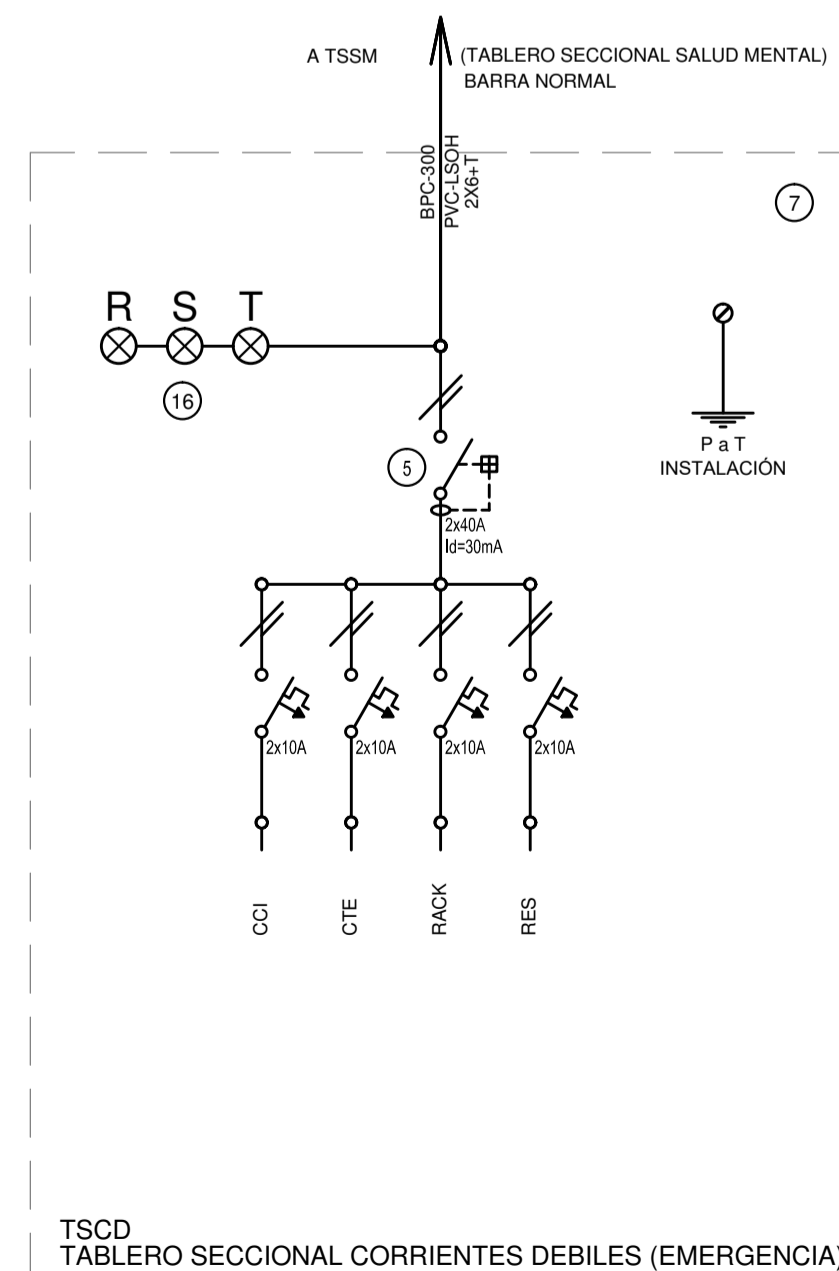 A TSSM
(TABLERO SECCIONAL SALUD MENTAL)
BARRA NORMAL
BPC-300
PVC-LSOH
2X6+T
7
R S T
16
5
2x40A
Id=30mA
P a T
INSTALACIÓN
2x10A
2x10A
2x10A
2x10A
CCI
CTE
RACK
RES
TSCD
TABLERO SECCIONAL CORRIENTES DEBILES (EMERGENCIA)